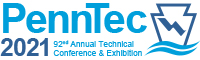 PennTec
2021 92nd Annual Technical
Conference & Exhibition